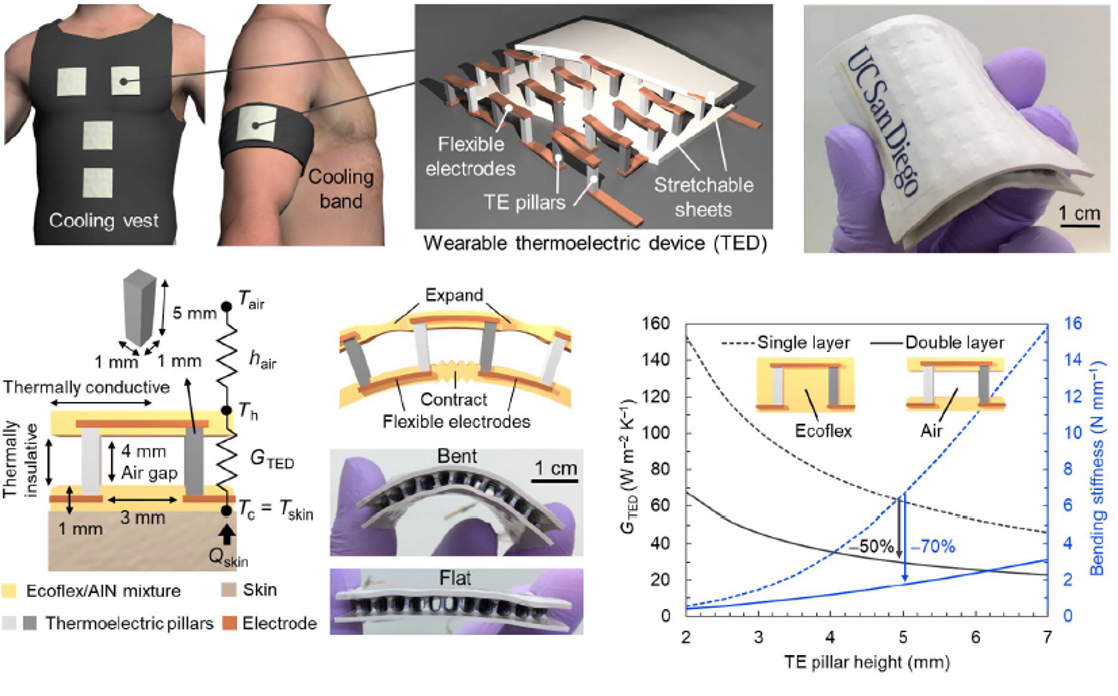 Cooling vest
Cooling
band
Flexible
electrodes
TE pillars
Stretchable
sheets
Wearable thermoelectric device (TED)
UC San Diego
1 cm
5 mm
1 mm
1 mm
Thermally conductive
Thermally
insulative
4 mm
Air gap
1 mm
3 mm
T_air
h_air
T_h
G_TED
T_c = T_skin
Q_skin
Ecoflex/AlN mixture
Skin
Thermoelectric pillars
Electrode
Expand
Contract
Flexible electrodes
Bent
1 cm
Flat
G_TED (W m⁻² K⁻¹)
160
140
120
100
80
60
40
20
0
Single layer
Double layer
Ecoflex
Air
–50%
–70%
16
14
12
10
8
6
4
2
0
Bending stiffness (N mm⁻¹)
2 3 4 5 6 7
TE pillar height (mm)